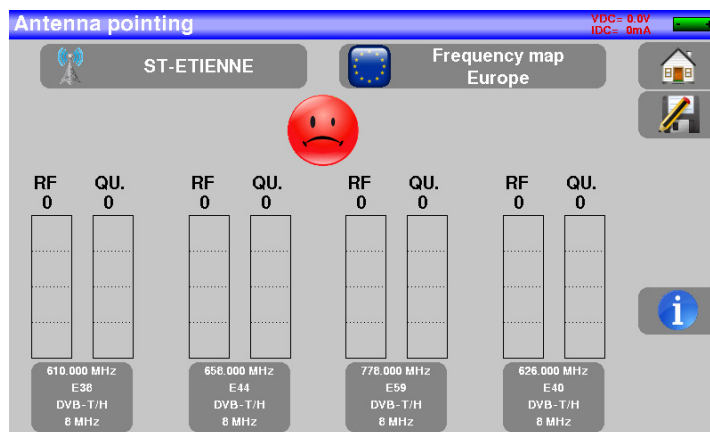 Antenna pointing
VDC= 0.0V
IDC= 0mA
ST-ETIENNE
Frequency map
Europe
RF QU. RF QU. RF QU. RF QU.
0 0 0 0 0 0 0 0
610.000 MHz 658.000 MHz 778.000 MHz 626.000 MHz
E38 E44 E59 E40
DVB-T/H DVB-T/H DVB-T/H DVB-T/H
8 MHz 8 MHz 8 MHz 8 MHz
i